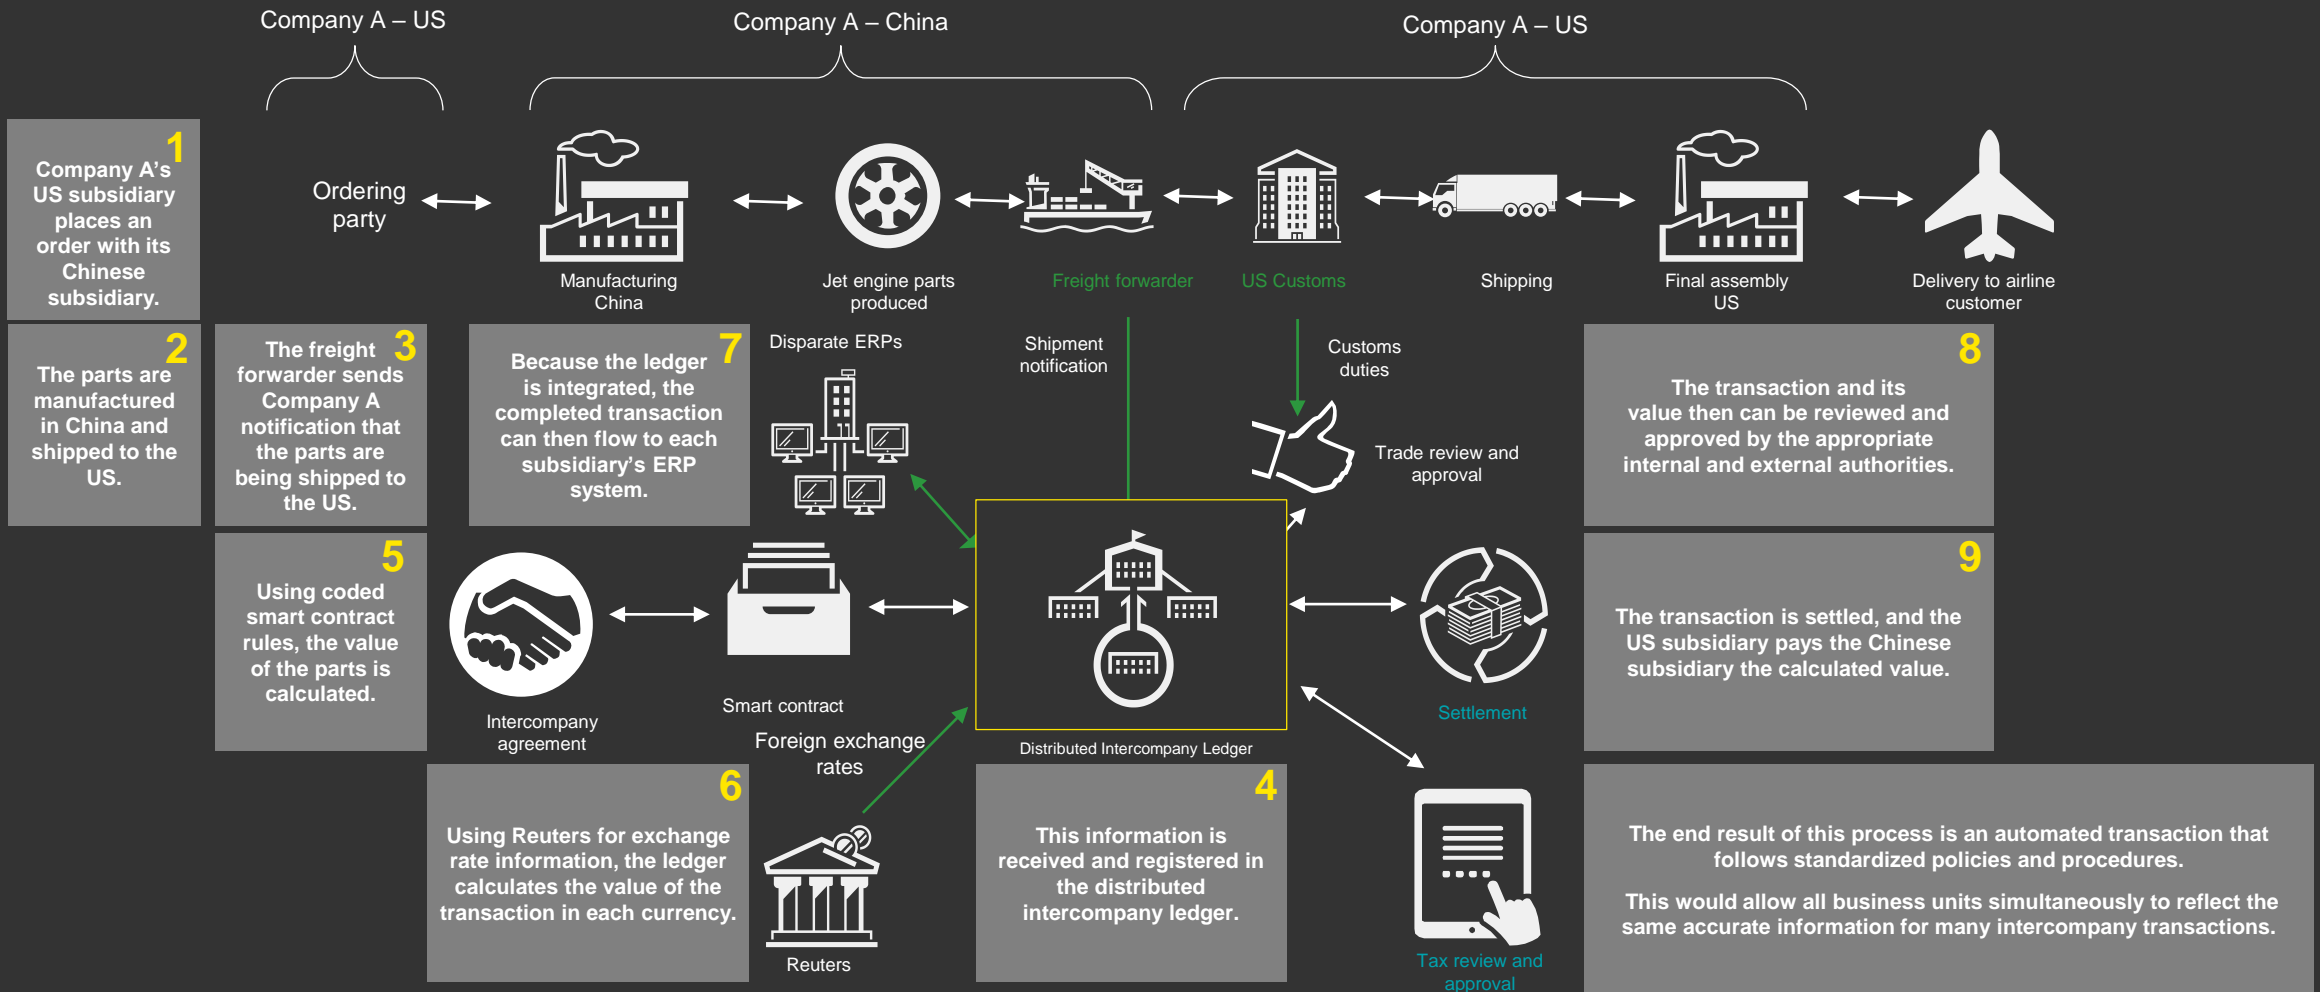 Company A – US
Company A – China
Company A – US
1
Company A’s
US subsidiary
places an
order with its
Chinese
subsidiary.
Ordering
party
Manufacturing
China
Jet engine parts
produced
Freight forwarder
US Customs
Shipping
Final assembly
US
Delivery to airline
customer
2
The parts are
manufactured
in China and
shipped to the
US.
3
The freight
forwarder sends
Company A
notification that
the parts are
being shipped to
the US.
7
Because the ledger
is integrated, the
completed transaction
can then flow to each
subsidiary’s ERP
system.
Disparate ERPs
Shipment
notification
Customs
duties
Trade review and
approval
8
The transaction and its
value then can be reviewed and
approved by the appropriate
internal and external authorities.
5
Using coded
smart contract
rules, the value
of the parts is
calculated.
Intercompany
agreement
Smart contract
Distributed Intercompany Ledger
Settlement
9
The transaction is settled, and the
US subsidiary pays the Chinese
subsidiary the calculated value.
Foreign exchange
rates
6
Using Reuters for exchange
rate information, the ledger
calculates the value of the
transaction in each currency.
Reuters
4
This information is
received and registered in
the distributed
intercompany ledger.
Tax review and
approval
The end result of this process is an automated transaction that
follows standardized policies and procedures.
This would allow all business units simultaneously to reflect the
same accurate information for many intercompany transactions.